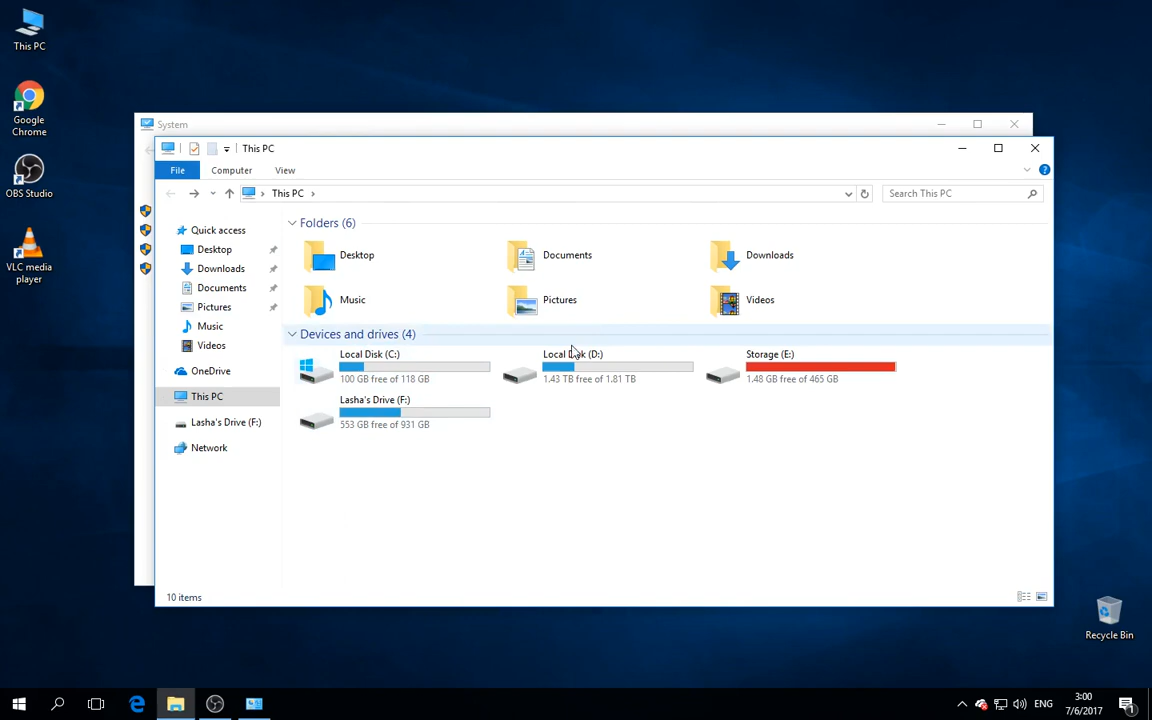 This PC
Google
Chrome
OBS Studio
VLC media
player
System
This PC
File
Computer
View
This PC
Search This PC
Quick access
Desktop
Downloads
Documents
Pictures
Music
Videos
OneDrive
This PC
Lasha's Drive (F:)
Network
Folders (6)
Desktop
Documents
Downloads
Music
Pictures
Videos
Devices and drives (4)
Local Disk (C:)
100 GB free of 118 GB
Local Disk (D:)
1.43 TB free of 1.81 TB
Storage (E:)
1.48 GB free of 465 GB
Lasha's Drive (F:)
553 GB free of 931 GB
10 items
Recycle Bin
ENG
3:00
7/6/2017
1